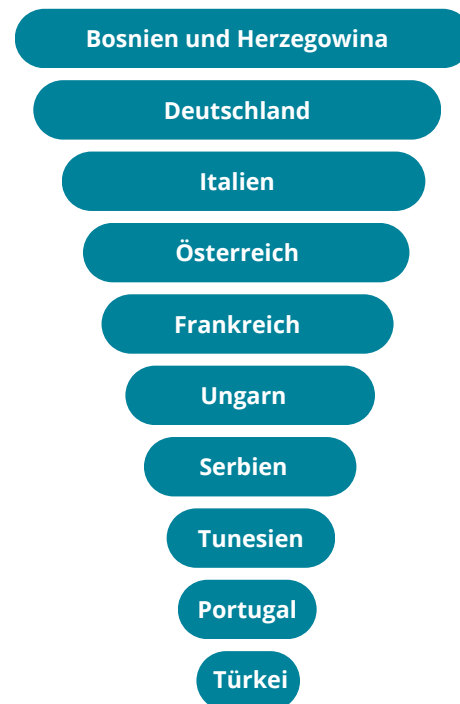 Bosnien und Herzegowina
Deutschland
Italien
Österreich
Frankreich
Ungarn
Serbien
Tunesien
Portugal
Türkei